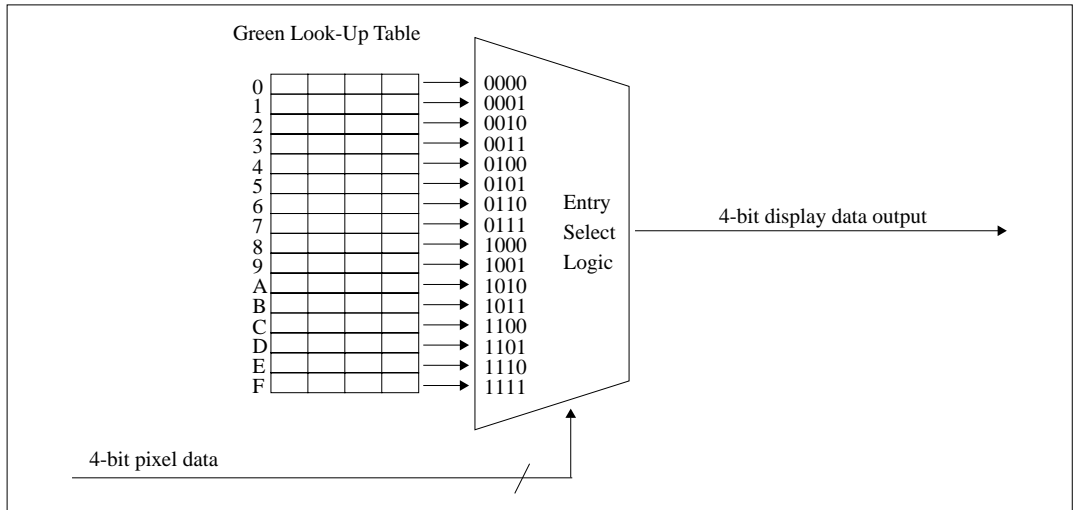 Green Look-Up Table
0 0000
1 0001
2 0010
3 0011
4 0100
5 0101
6 0110
7 0111
8 1000
9 1001
A 1010
B 1011
C 1100
D 1101
E 1110
F 1111
Entry
Select
Logic
4-bit display data output
4-bit pixel data